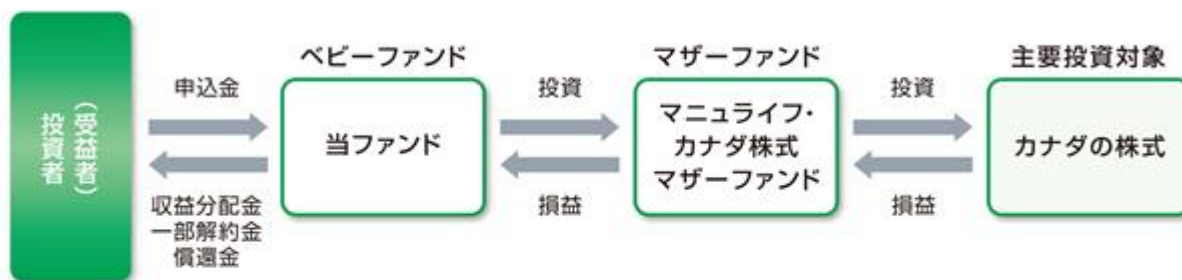 投資者
（受益者）
申込金
収益分配金
一部解約金
償還金
ベビーファンド
当ファンド
投資
損益
マザーファンド
マニュライフ・
カナダ株式
マザーファンド
投資
損益
主要投資対象
カナダの株式